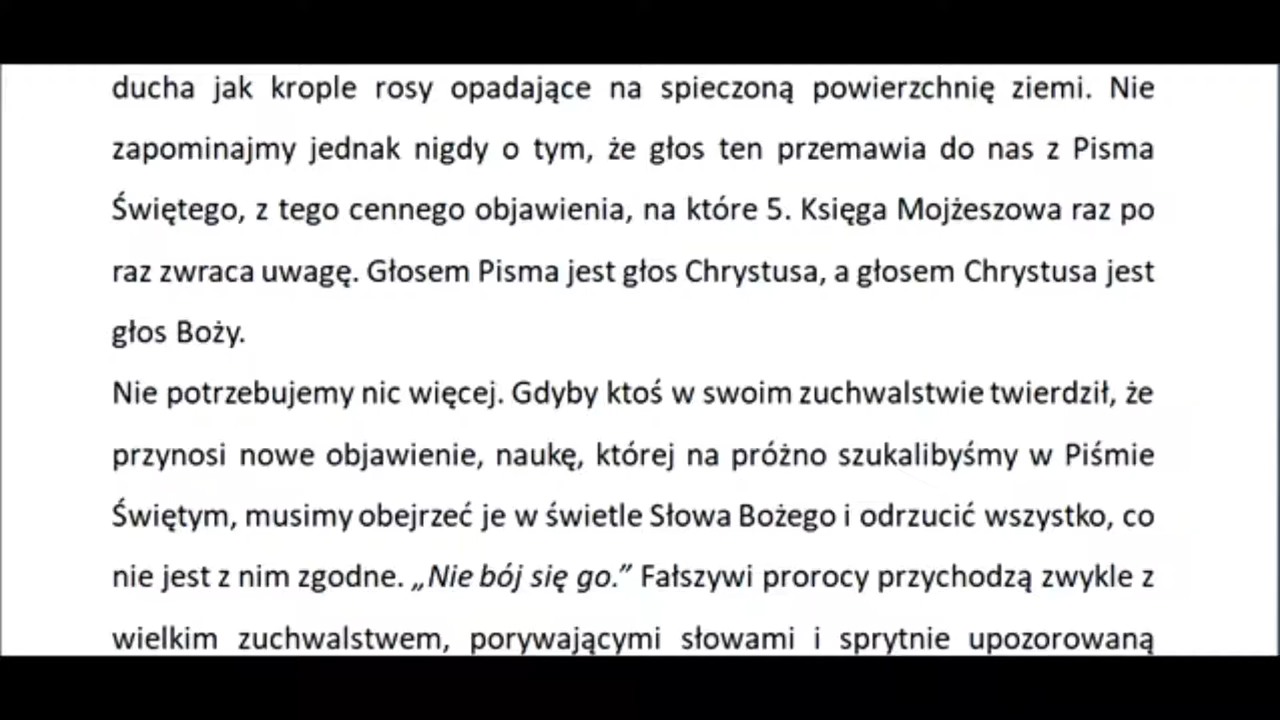 ducha jak krople rosy opadające na spieczoną powierzchnię ziemi. Nie
zapominajmy jednak nigdy o tym, że głos ten przemawia do nas z Pisma
Świętego, z tego cennego objawienia, na które 5. Księga Mojżeszowa raz po
raz zwraca uwagę. Głosem Pisma jest głos Chrystusa, a głosem Chrystusa jest
głos Boży.
Nie potrzebujemy nic więcej. Gdyby ktoś w swoim zuchwalstwie twierdził, że
przynosi nowe objawienie, naukę, której na próżno szukalibyśmy w Piśmie
Świętym, musimy obejrzeć je w świetle Słowa Bożego i odrzucić wszystko, co
nie jest z nim zgodne. „Nie bój się go.” Fałszywi prorocy przychodzą zwykle z
wielkim zuchwalstwem, porywającymi słowami i sprytnie upozorowaną